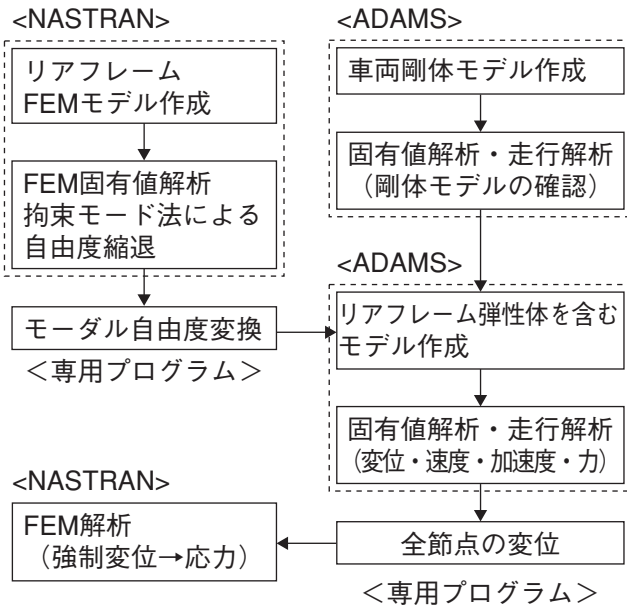 <NASTRAN>
リアフレーム
FEMモデル作成
FEM固有値解析
拘束モード法による
自由度縮退
モーダル自由度変換
＜専用プログラム＞
<ADAMS>
車両剛体モデル作成
固有値解析・走行解析
（剛体モデルの確認）
<ADAMS>
リアフレーム弾性体を含む
モデル作成
固有値解析・走行解析
（変位・速度・加速度・力）
全節点の変位
＜専用プログラム＞
<NASTRAN>
FEM解析
（強制変位→応力）